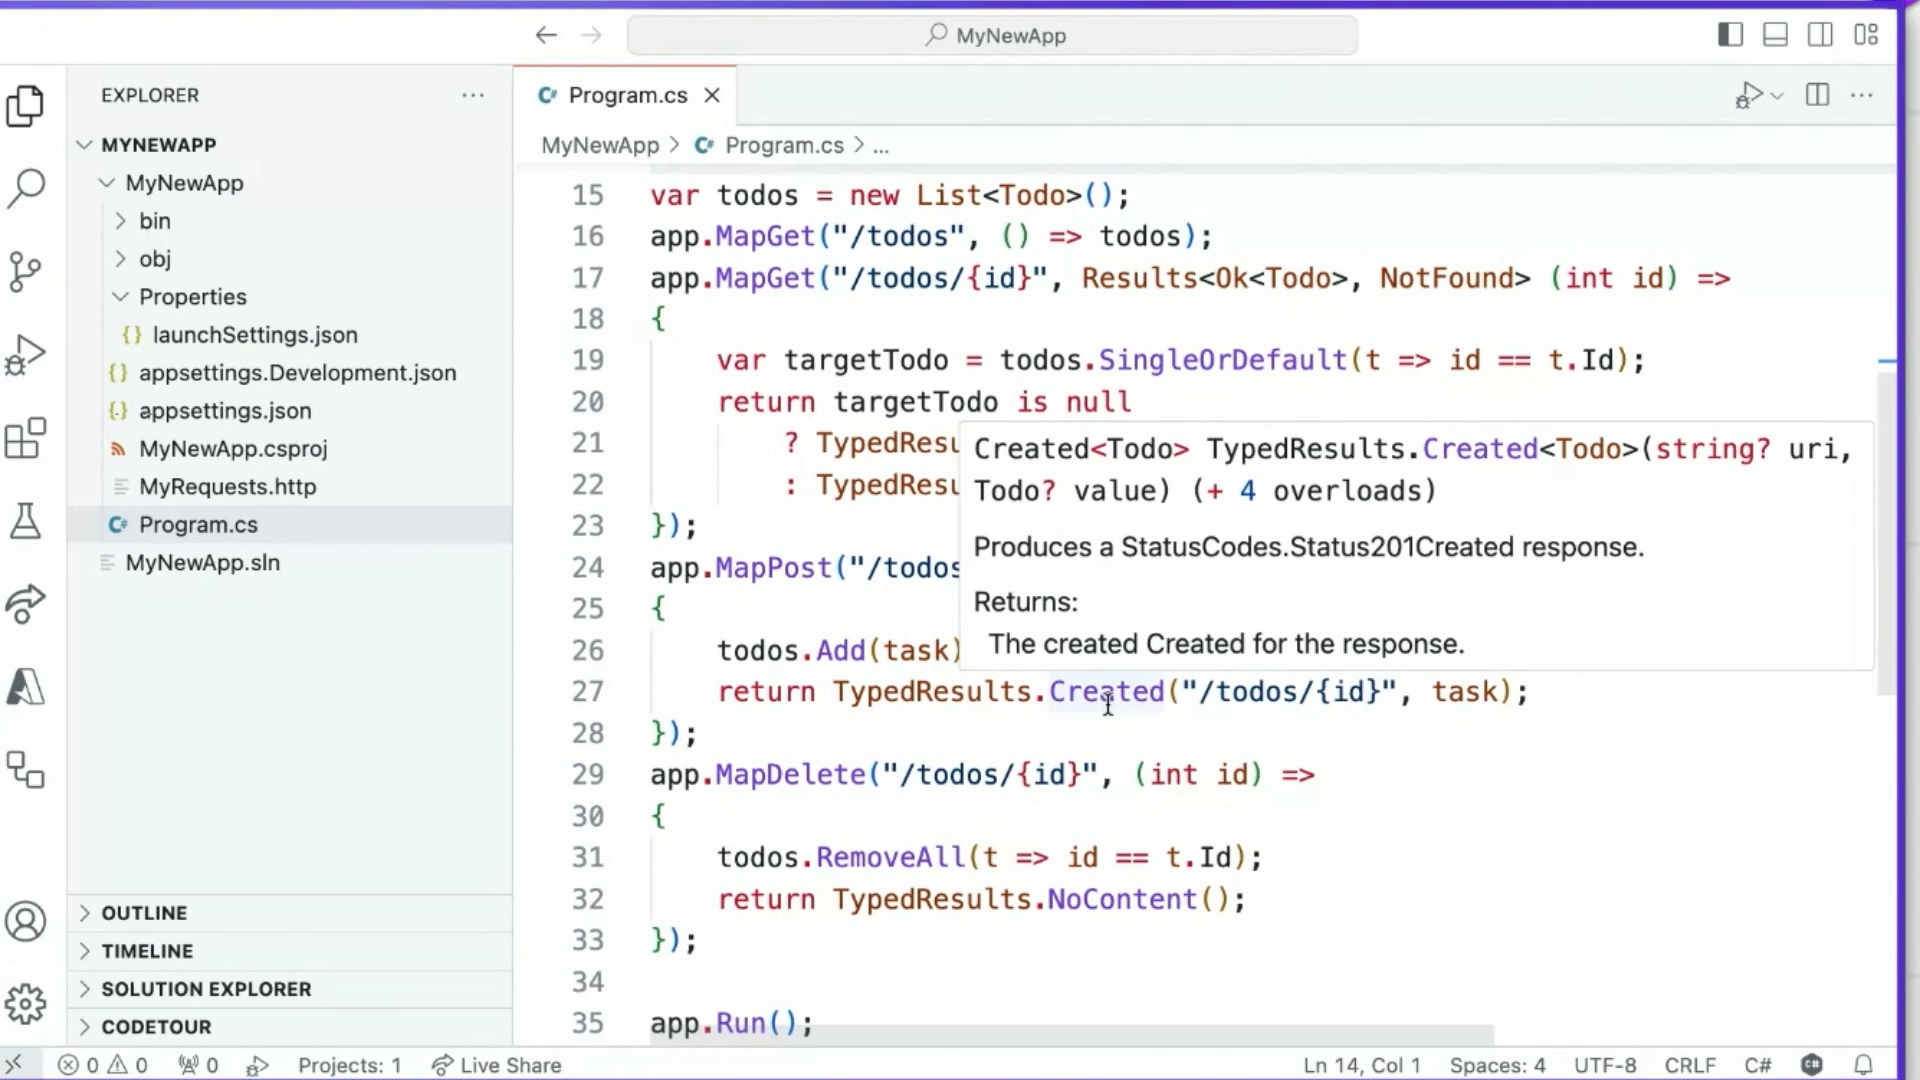 MyNewApp
EXPLORER
MYNEWAPP
MyNewApp
bin
obj
Properties
launchSettings.json
appsettings.Development.json
appsettings.json
MyNewApp.csproj
MyRequests.http
Program.cs
MyNewApp.sln
OUTLINE
TIMELINE
SOLUTION EXPLORER
CODETOUR
Program.cs
MyNewApp > Program.cs > ...
15 var todos = new List<Todo>();
16 app.MapGet("/todos", () => todos);
17 app.MapGet("/todos/{id}", Results<Ok<Todo>, NotFound> (int id) =>
18 {
19 var targetTodo = todos.SingleOrDefault(t => id == t.Id);
20 return targetTodo is null
21 ? TypedResu
22 : TypedResu
23 });
24 app.MapPost("/todos
25 {
26 todos.Add(task)
27 return TypedResults.Created("/todos/{id}", task);
28 });
29 app.MapDelete("/todos/{id}", (int id) =>
30 {
31 todos.RemoveAll(t => id == t.Id);
32 return TypedResults.NoContent();
33 });
34
35 app.Run();
Created<Todo> TypedResults.Created<Todo>(string? uri,
Todo? value) (+ 4 overloads)
Produces a StatusCodes.Status201Created response.
Returns:
The created Created for the response.
0 0 0 Projects: 1 Live Share Ln 14, Col 1 Spaces: 4 UTF-8 CRLF C#